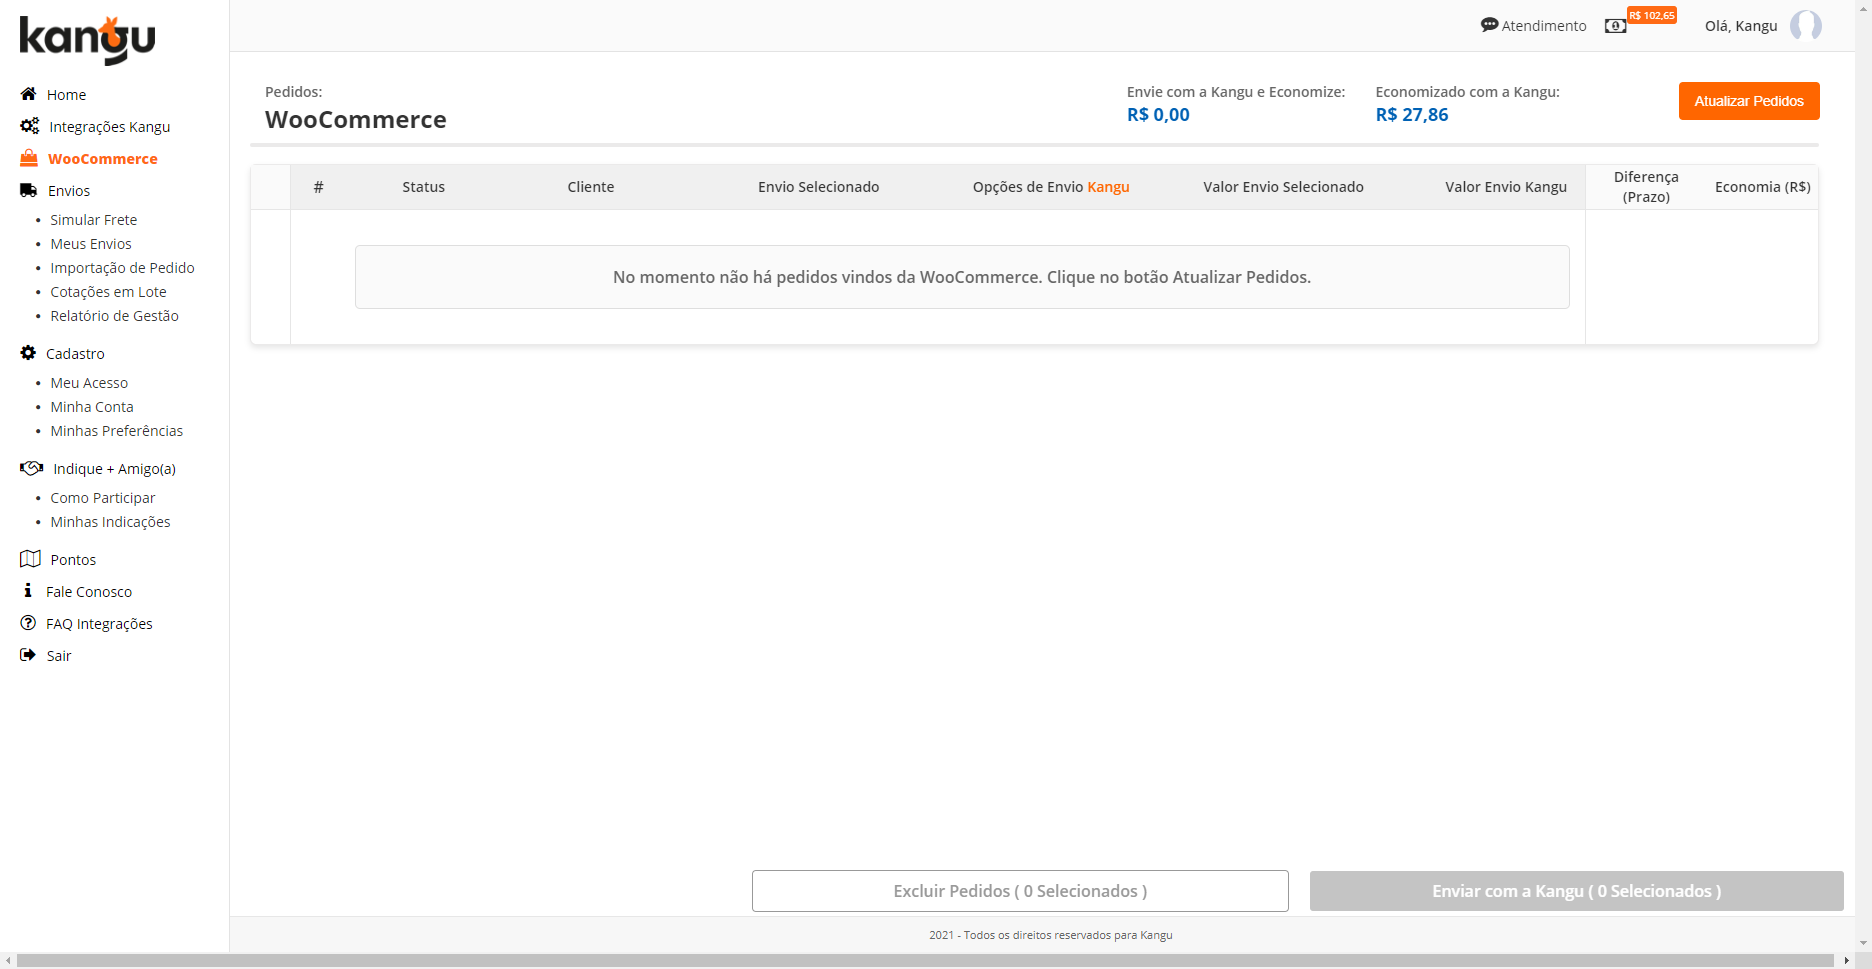 kangu
Home
Integrações Kangu
WooCommerce
Envios
Simular Frete
Meus Envios
Importação de Pedido
Cotações em Lote
Relatório de Gestão
Cadastro
Meu Acesso
Minha Conta
Minhas Preferências
Indique + Amigo(a)
Como Participar
Minhas Indicações
Pontos
Fale Conosco
FAQ Integrações
Sair
Atendimento
R$ 102,65
Olá, Kangu
Pedidos:
WooCommerce
Envie com a Kangu e Economize:
R$ 0,00
Economizado com a Kangu:
R$ 27,86
Atualizar Pedidos
# Status Cliente Envio Selecionado Opções de Envio Kangu Valor Envio Selecionado Valor Envio Kangu
Diferença
(Prazo)
Economia (R$)
No momento não há pedidos vindos da WooCommerce. Clique no botão Atualizar Pedidos.
Excluir Pedidos ( 0 Selecionados )
Enviar com a Kangu ( 0 Selecionados )
2021 - Todos os direitos reservados para Kangu